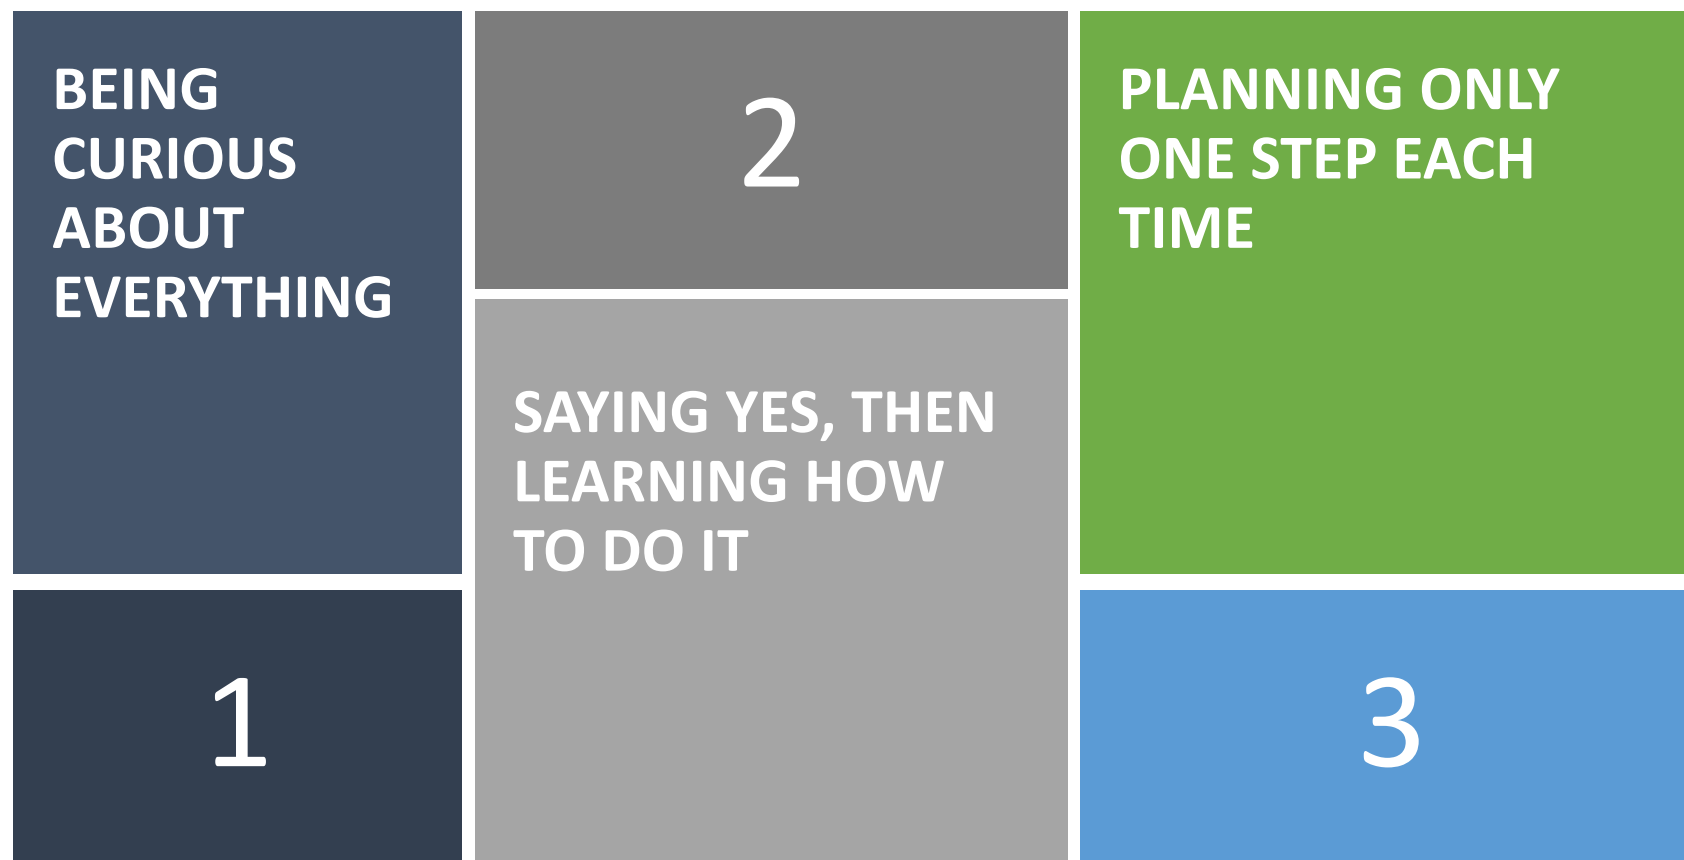 BEING
CURIOUS
ABOUT
EVERYTHING
1
2
SAYING YES, THEN
LEARNING HOW
TO DO IT
PLANNING ONLY
ONE STEP EACH
TIME
3